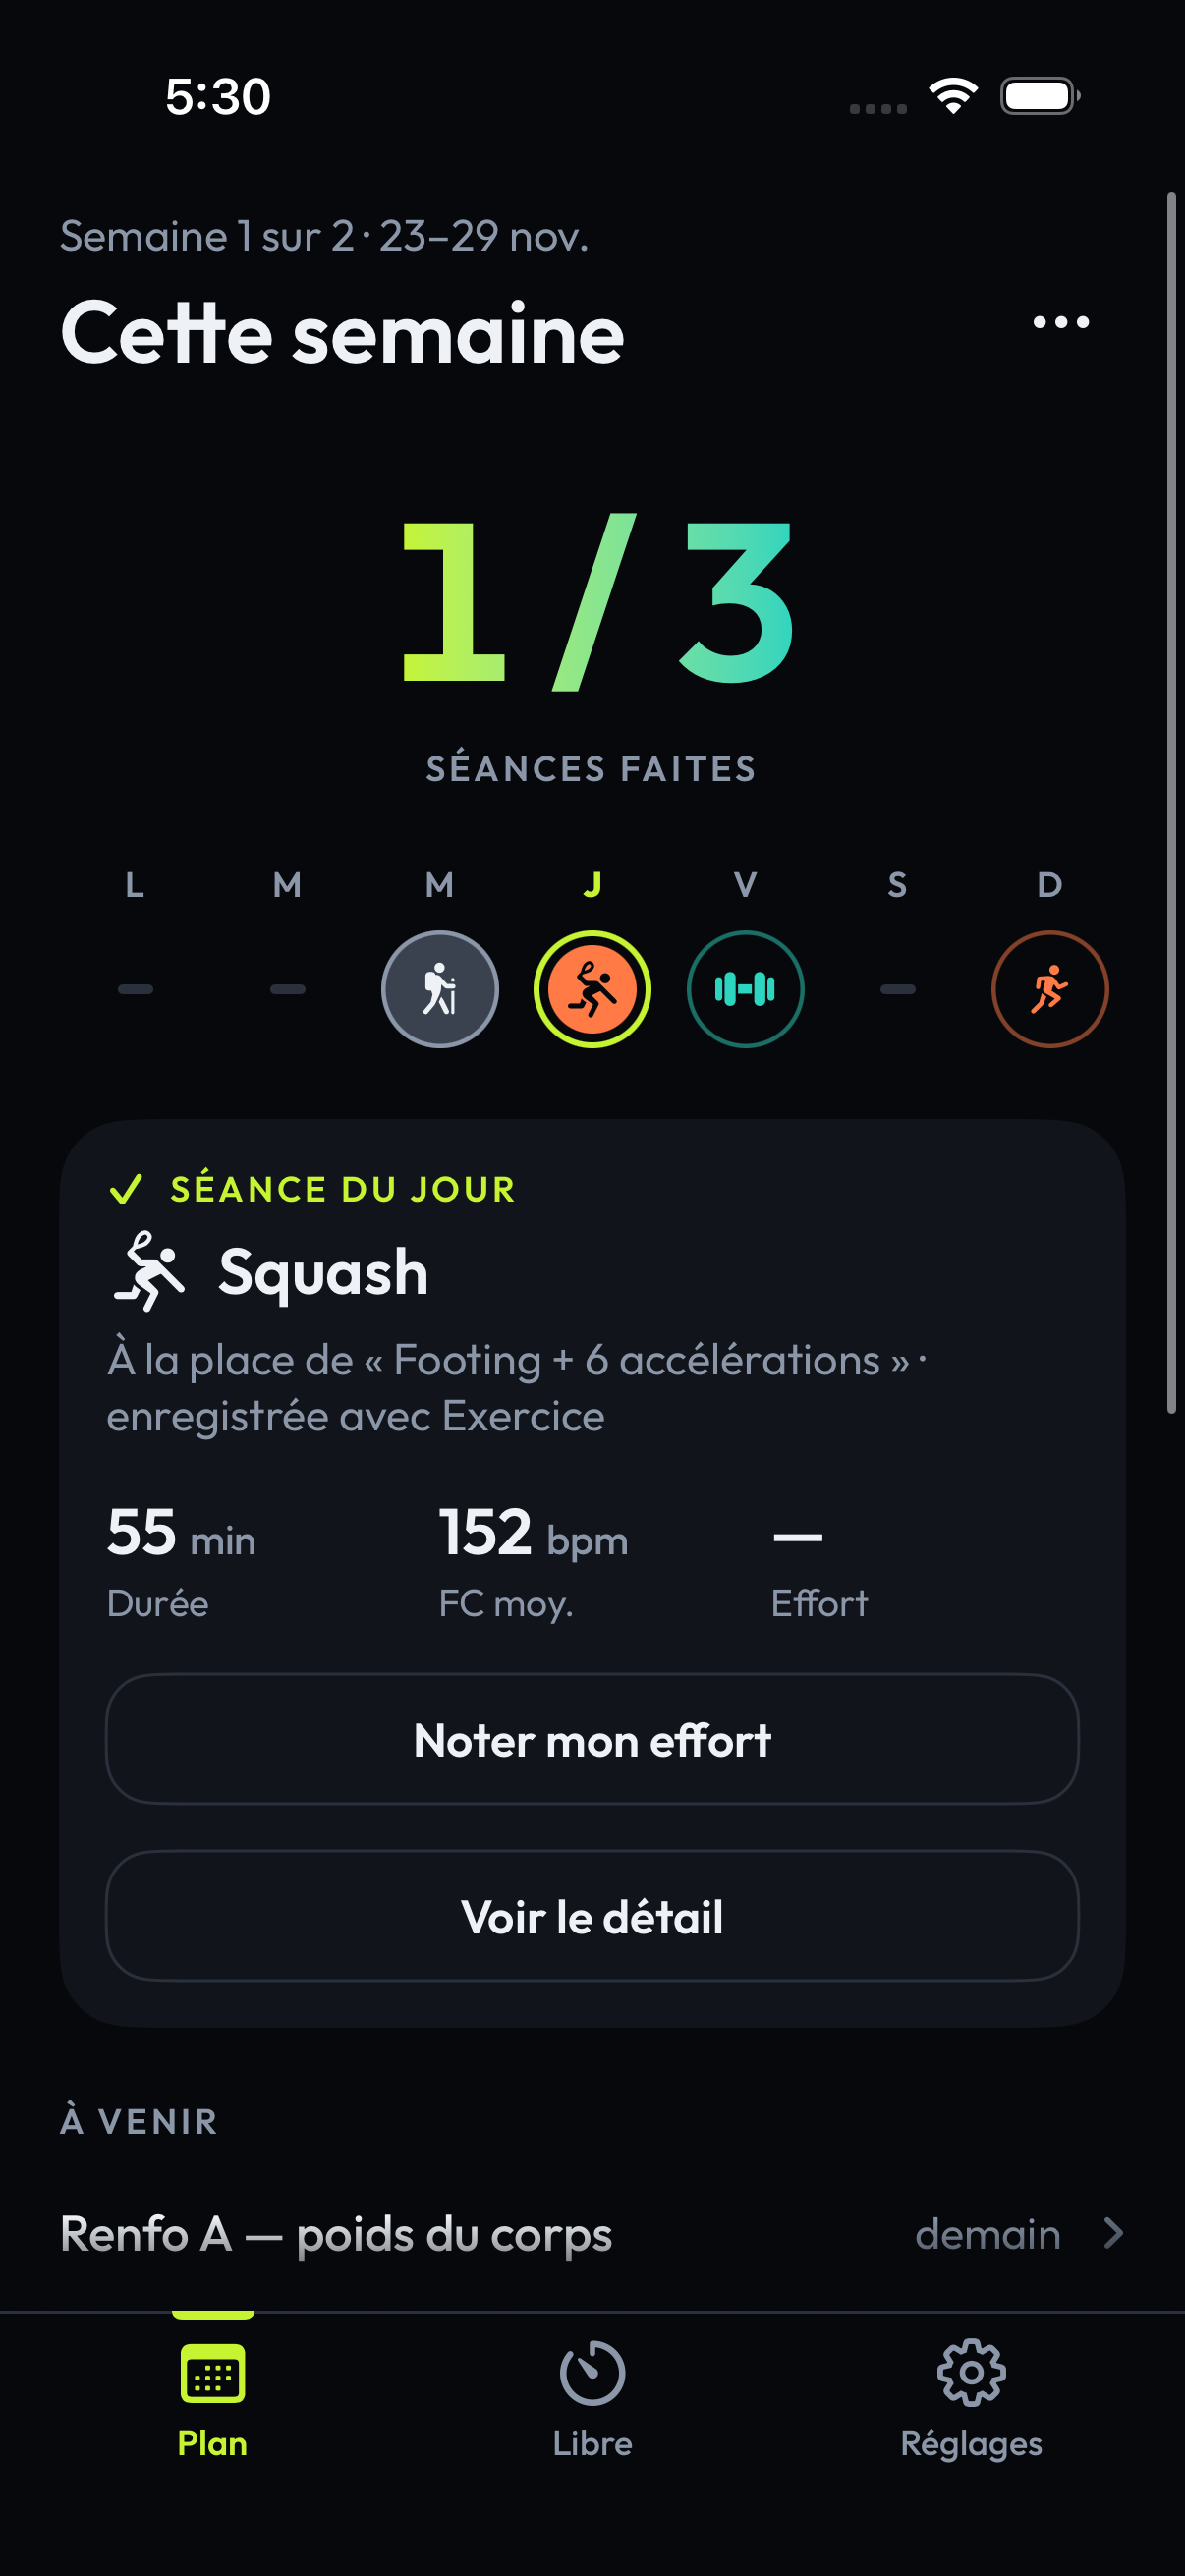 5:30
Semaine 1 sur 2 · 23–29 nov.
Cette semaine
1/3
SÉANCES FAITES
L M M J V S D
SÉANCE DU JOUR
Squash
À la place de « Footing + 6 accélérations » ·
enregistrée avec Exercice
55 min 152 bpm —
Durée FC moy. Effort
Noter mon effort
Voir le détail
À VENIR
Renfo A — poids du corps demain
Plan Libre Réglages